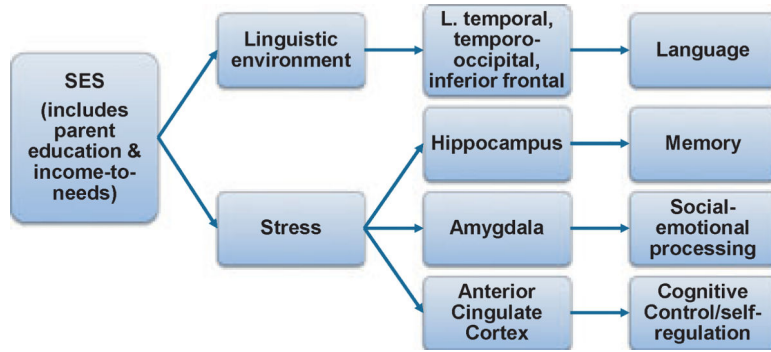 SES
(includes
parent
education &
income-to-
needs)
Linguistic
environment
L. temporal,
temporo-
occipital,
inferior frontal
Language
Stress
Hippocampus
Memory
Amygdala
Social-
emotional
processing
Anterior
Cingulate
Cortex
Cognitive
Control/self-
regulation